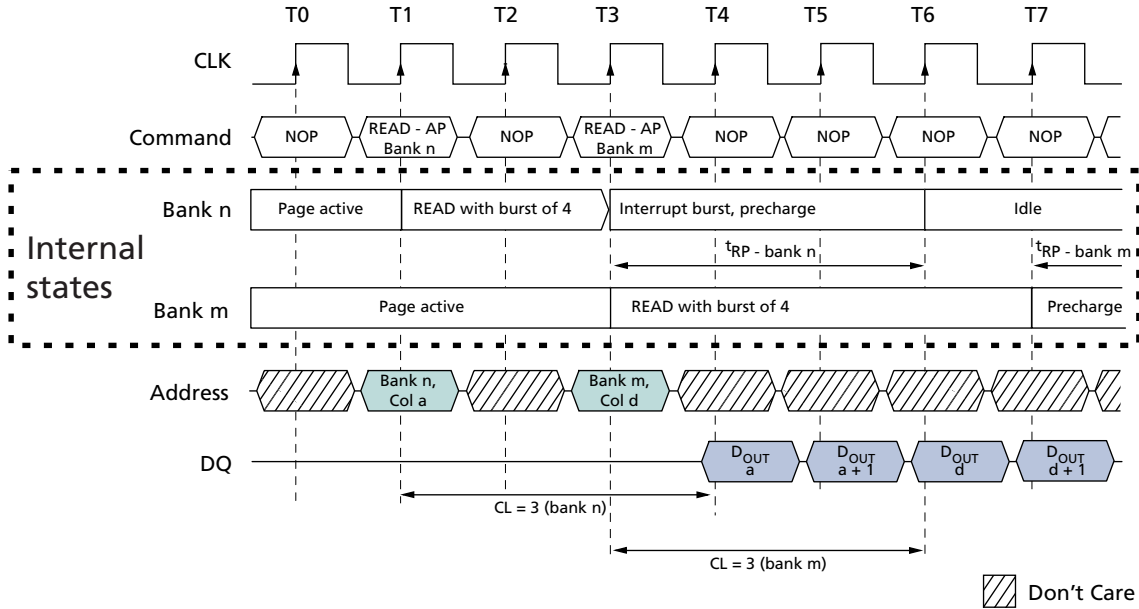 T0 T1 T2 T3 T4 T5 T6 T7
CLK
Command NOP READ - AP Bank n NOP READ - AP Bank m NOP NOP NOP NOP
Internal states
Bank n Page active READ with burst of 4 Interrupt burst, precharge Idle
tRP - bank n tRP - bank m
Bank m Page active READ with burst of 4 Precharge
Address Bank n, Col a Bank m, Col d
DQ DOUT a DOUT a + 1 DOUT d DOUT d + 1
CL = 3 (bank n)
CL = 3 (bank m)
Don't Care